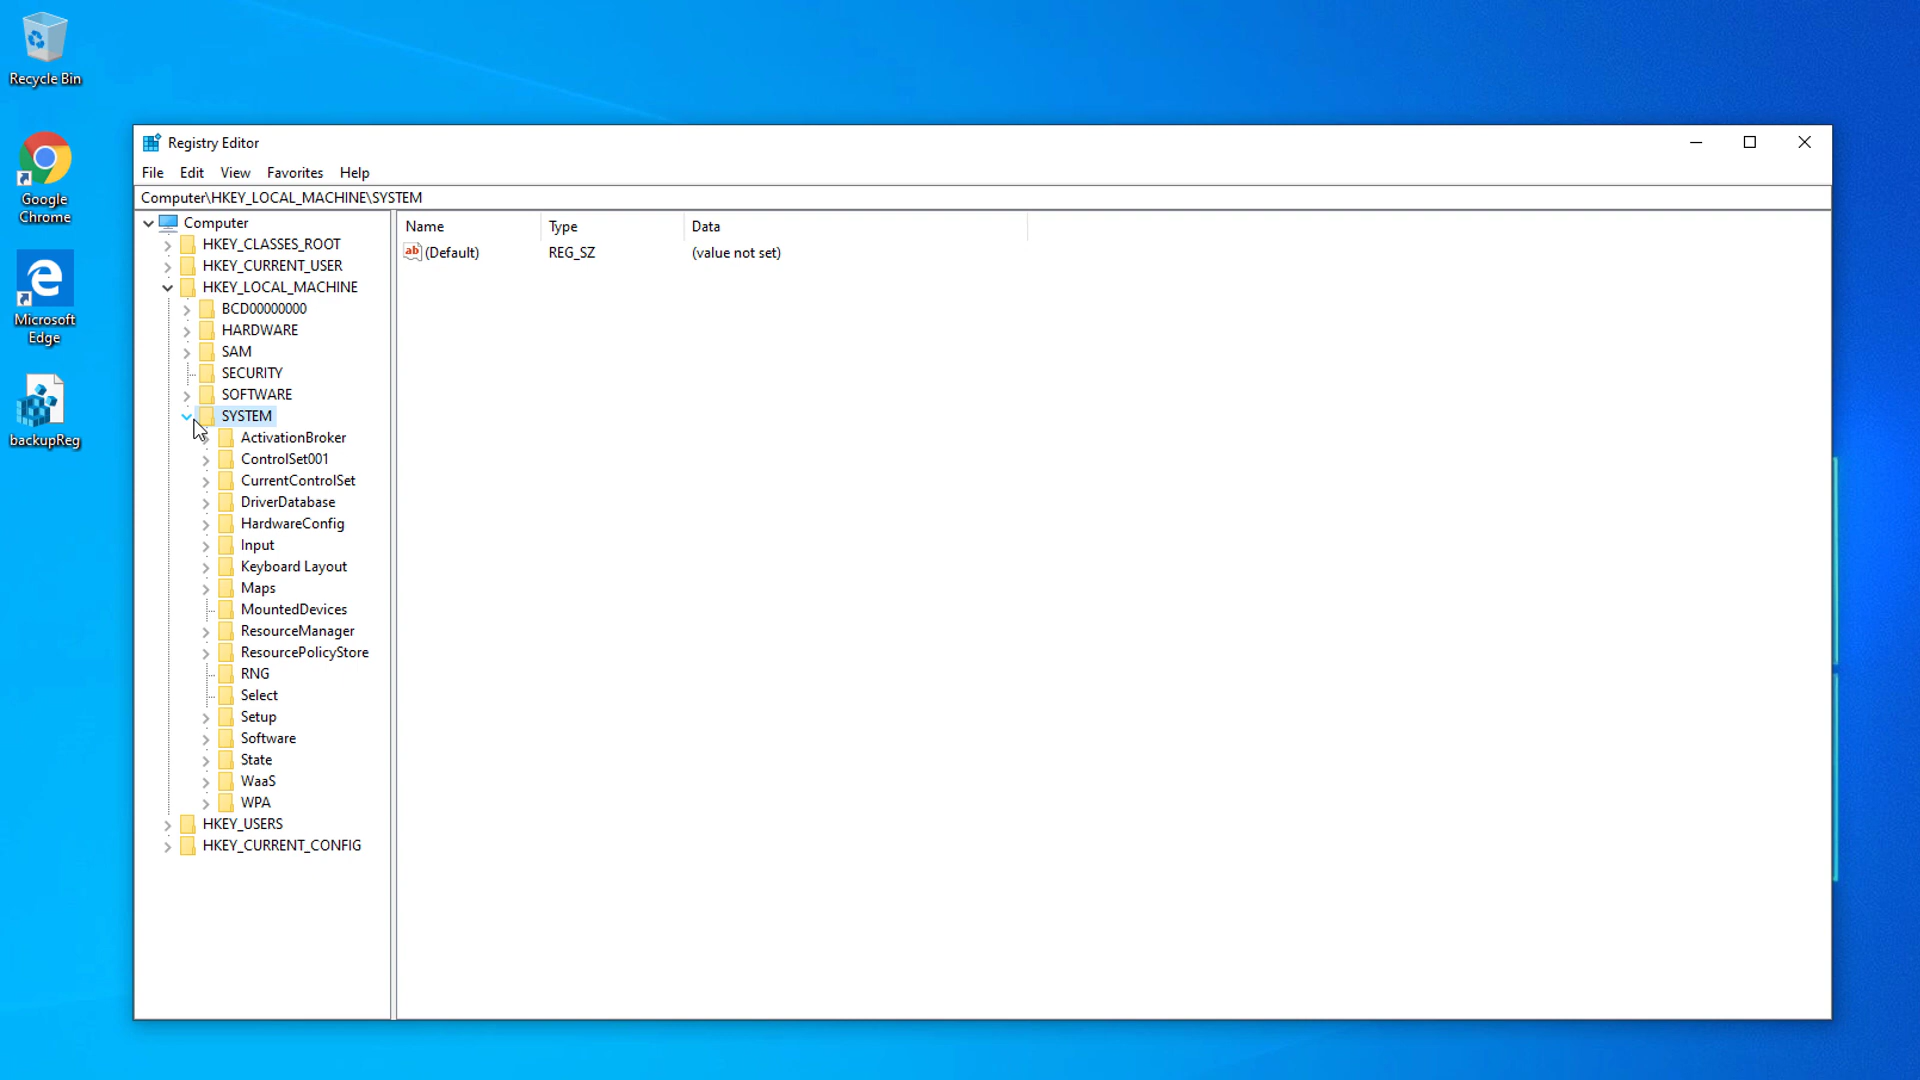 Recycle Bin
Google
Chrome
Microsoft
Edge
backupReg
Registry Editor
File Edit View Favorites Help
Computer\HKEY_LOCAL_MACHINE\SYSTEM
Computer
HKEY_CLASSES_ROOT
HKEY_CURRENT_USER
HKEY_LOCAL_MACHINE
BCD00000000
HARDWARE
SAM
SECURITY
SOFTWARE
SYSTEM
ActivationBroker
ControlSet001
CurrentControlSet
DriverDatabase
HardwareConfig
Input
Keyboard Layout
Maps
MountedDevices
ResourceManager
ResourcePolicyStore
RNG
Select
Setup
Software
State
WaaS
WPA
HKEY_USERS
HKEY_CURRENT_CONFIG
Name Type Data
ab (Default) REG_SZ (value not set)